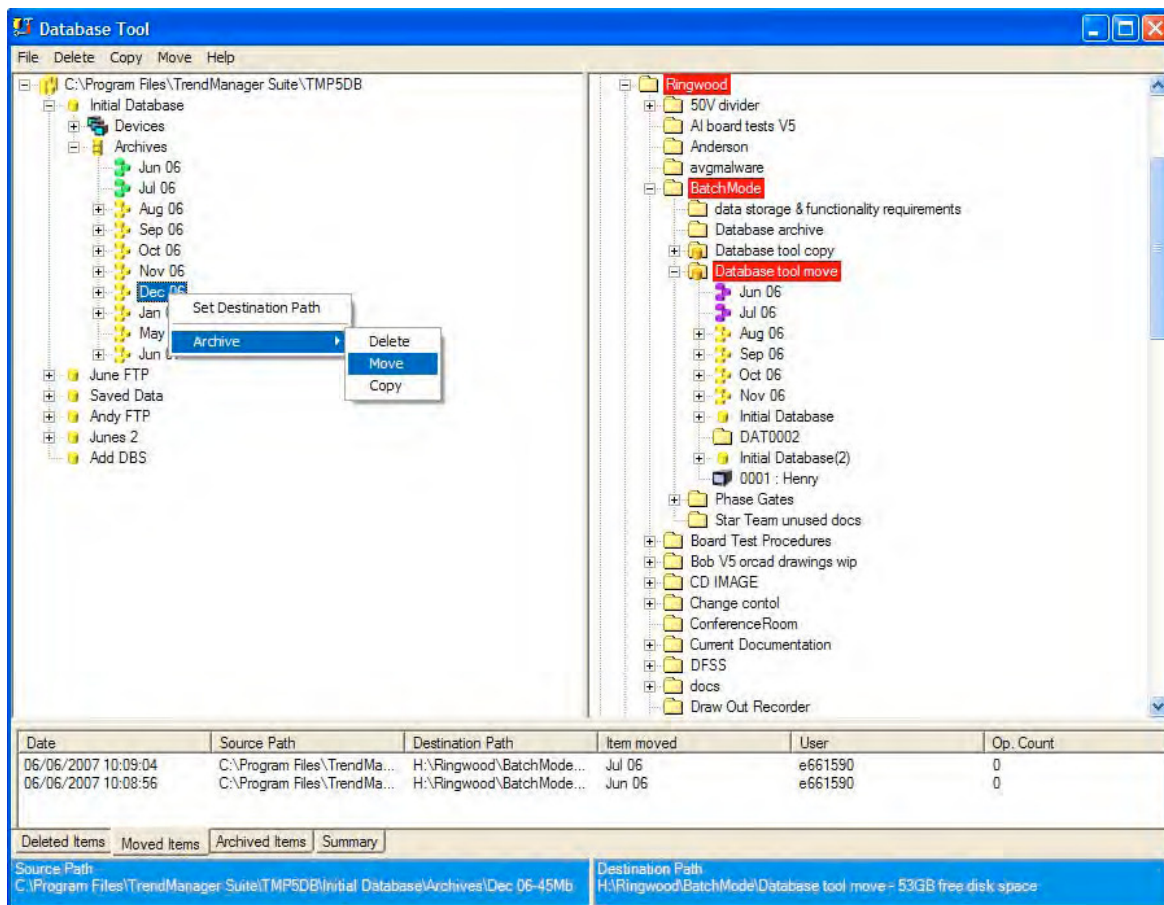 Database Tool
File Delete Copy Move Help
C:\Program Files\TrendManager Suite\TMP5DB
Initial Database
Devices
Archives
Jun 06
Jul 06
Aug 06
Sep 06
Oct 06
Nov 06
Dec 06
Jan
May
Jun
June FTP
Saved Data
Andy FTP
Junes 2
Add DBS
Set Destination Path
Archive
Delete
Move
Copy
Ringwood
50V divider
AI board tests V5
Anderson
avgmalware
BatchMode
data storage & functionality requirements
Database archive
Database tool copy
Database tool move
Jun 06
Jul 06
Aug 06
Sep 06
Oct 06
Nov 06
Initial Database
DAT0002
Initial Database(2)
0001 : Henry
Phase Gates
Star Team unused docs
Board Test Procedures
Bob V5 orcad drawings wip
CD IMAGE
Change contol
ConferenceRoom
Current Documentation
DFSS
docs
Draw Out Recorder
Date Source Path Destination Path Item moved User Op. Count
06/06/2007 10:09:04 C:\Program Files\TrendMa... H:\Ringwood\BatchMode... Jul 06 e661590 0
06/06/2007 10:08:56 C:\Program Files\TrendMa... H:\Ringwood\BatchMode... Jun 06 e661590 0
Deleted Items Moved Items Archived Items Summary
Source Path
C:\Program Files\TrendManager Suite\TMP5DB\Initial Database\Archives\Dec 06-45Mb
Destination Path
H:\Ringwood\BatchMode\Database tool move - 53GB free disk space